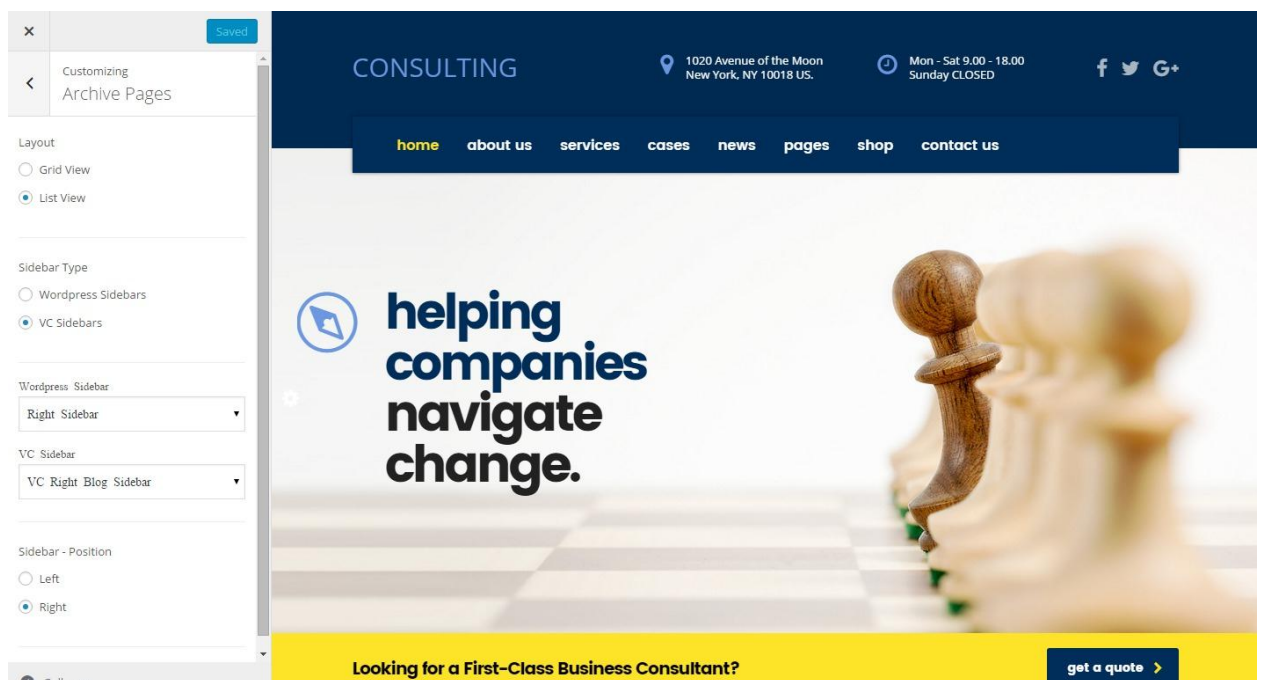 Saved
Customizing
Archive Pages
Layout
Grid View
List View
Sidebar Type
Wordpress Sidebars
VC Sidebars
Wordpress Sidebar
Right Sidebar
VC Sidebar
VC Right Blog Sidebar
Sidebar - Position
Left
Right
CONSULTING
1020 Avenue of the Moon
New York, NY 10018 US.
Mon - Sat 9.00 - 18.00
Sunday CLOSED
f G+
home about us services cases news pages shop contact us
helping
companies
navigate
change.
Looking for a First-Class Business Consultant?
get a quote